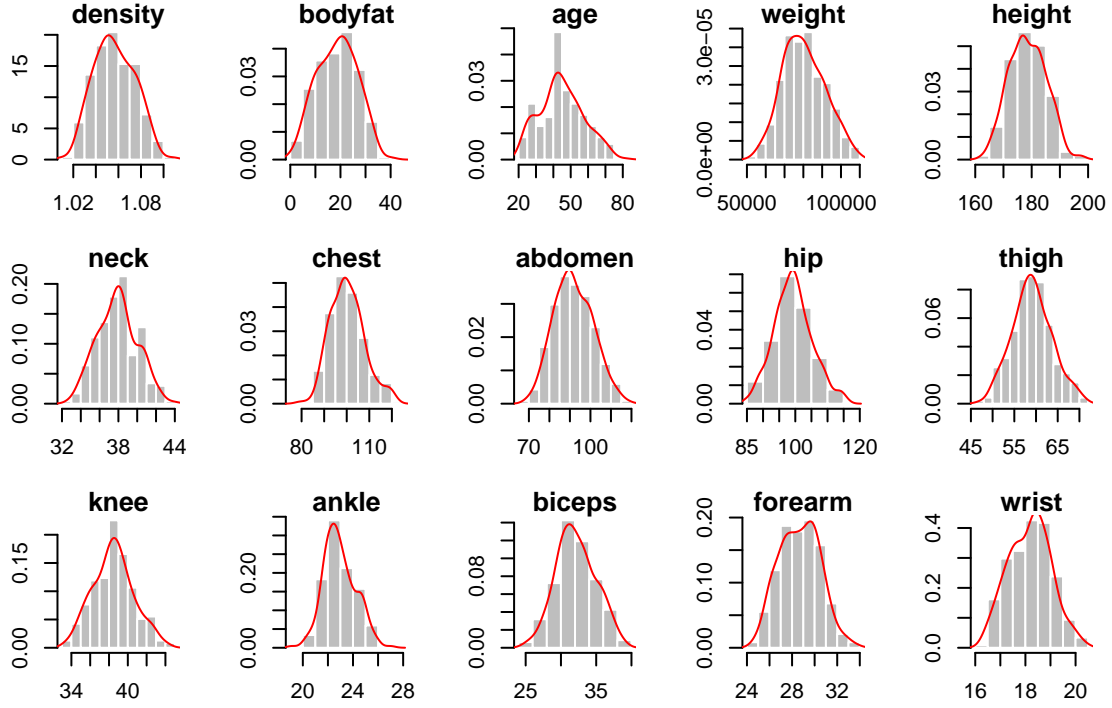 density bodyfat age weight height
0 5 15
1.02 1.08
0.00 0.03
0 20 40
0.00 0.03
20 50 80
0.0e+00 3.0e-05
50000 100000
0.00 0.03
160 180 200
neck chest abdomen hip thigh
0.00 0.10 0.20
32 38 44
0.00 0.03
80 110
0.00 0.02
70 100
0.00 0.04
85 100 120
0.00 0.06
45 55 65
knee ankle biceps forearm wrist
0.00 0.15
34 40
0.00 0.20
20 24 28
0.00 0.08
25 35
0.00 0.10 0.20
24 28 32
0.0 0.2 0.4
16 18 20